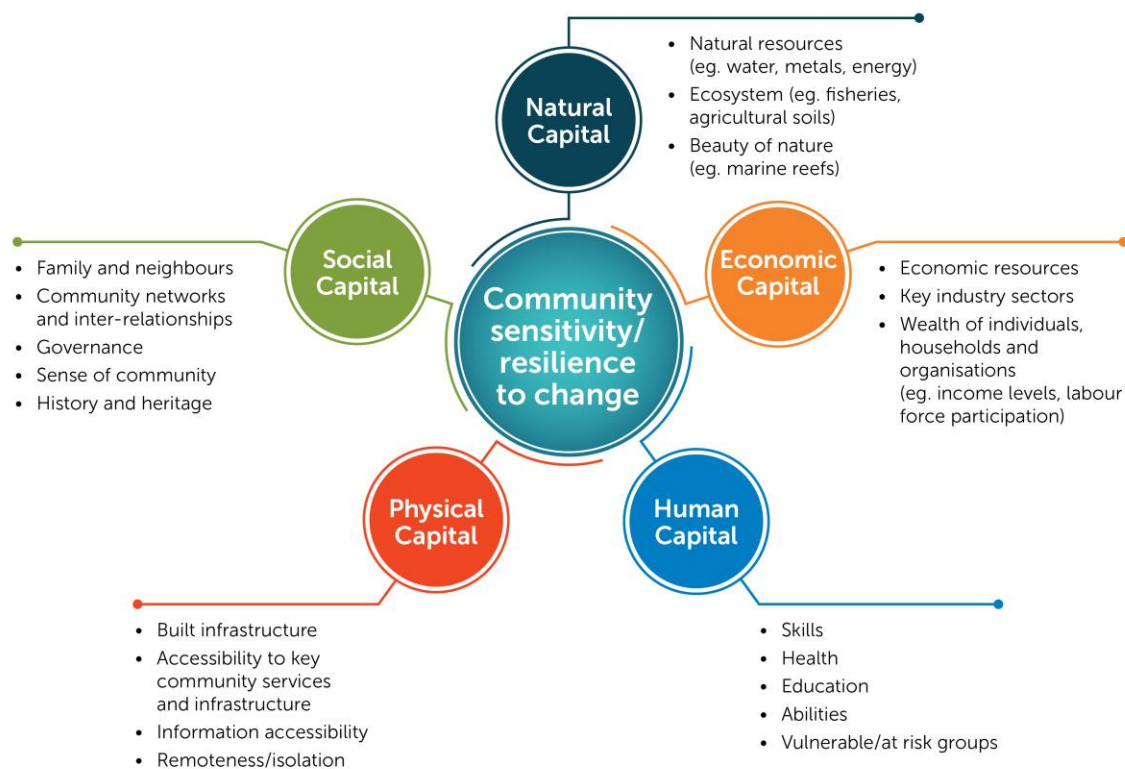 Natural
Capital
• Natural resources
(eg. water, metals, energy)
• Ecosystem (eg. fisheries,
agricultural soils)
• Beauty of nature
(eg. marine reefs)
Social
Capital
• Family and neighbours
• Community networks
and inter-relationships
• Governance
• Sense of community
• History and heritage
Community
sensitivity/
resilience
to change
Economic
Capital
• Economic resources
• Key industry sectors
• Wealth of individuals,
households and
organisations
(eg. income levels, labour
force participation)
Physical
Capital
• Built infrastructure
• Accessibility to key
community services
and infrastructure
• Information accessibility
• Remoteness/isolation
Human
Capital
• Skills
• Health
• Education
• Abilities
• Vulnerable/at risk groups